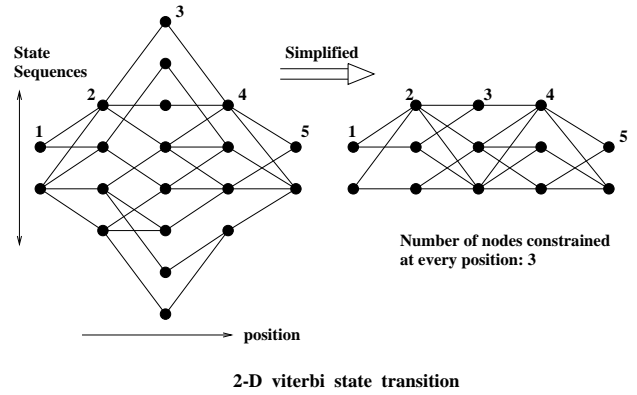 3
State
Sequences
Simplified
2
4
2
3
4
1
5
1
5
Number of nodes constrained
at every position: 3
position
2-D viterbi state transition